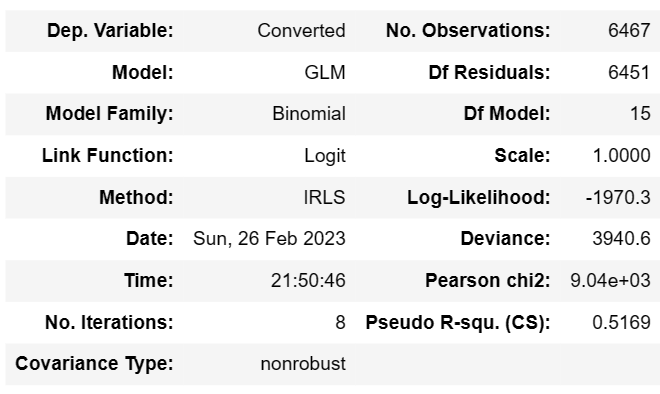 Dep. Variable: Converted No. Observations: 6467
Model: GLM Df Residuals: 6451
Model Family: Binomial Df Model: 15
Link Function: Logit Scale: 1.0000
Method: IRLS Log-Likelihood: -1970.3
Date: Sun, 26 Feb 2023 Deviance: 3940.6
Time: 21:50:46 Pearson chi2: 9.04e+03
No. Iterations: 8 Pseudo R-squ. (CS): 0.5169
Covariance Type: nonrobust